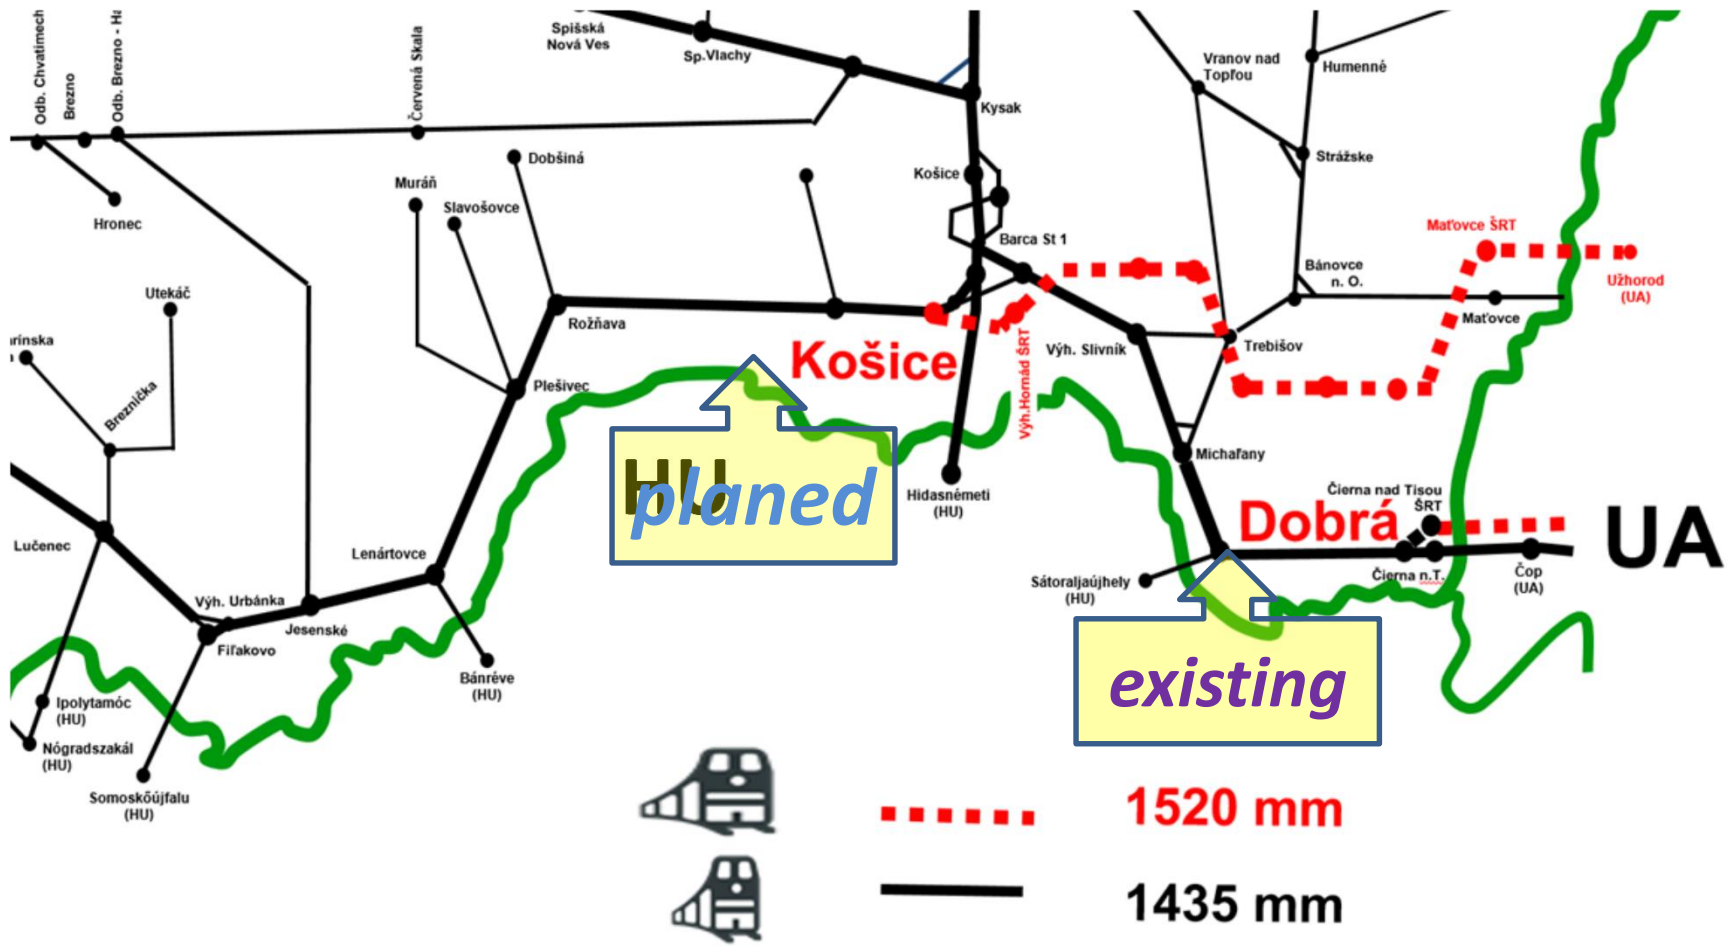 Odb. Chvatimech
Brezno
Odb. Brezno - Ha
Červená Skala
Spišská
Nová Ves
Sp.Vlachy
Kysak
Vranov nad
Topľou
Humenné
Strážske
Hronec
Muráň
Dobšiná
Slavošovce
Košice
Barca St 1
Maťovce ŠRT
Užhorod
(UA)
Bánovce
n. O.
Maťovce
Utekáč
Rožňava
Košice
Výh.Hornád ŠRT
Výh. Slivník
Trebišov
Plešivec
Breznička
HU
planed
Hidasnémeti
(HU)
Michaľany
Čierna nad Tisou
ŠRT
Dobrá
UA
Lučenec
Lenártovce
Sátoraljaújhely
(HU)
Čierna n.T.
Čop
(UA)
Výh. Urbánka
Jesenské
Fiľakovo
Bánréve
(HU)
existing
Ipolytamóc
(HU)
Nógradszakál
(HU)
Somoskőújfalu
(HU)
1520 mm
1435 mm